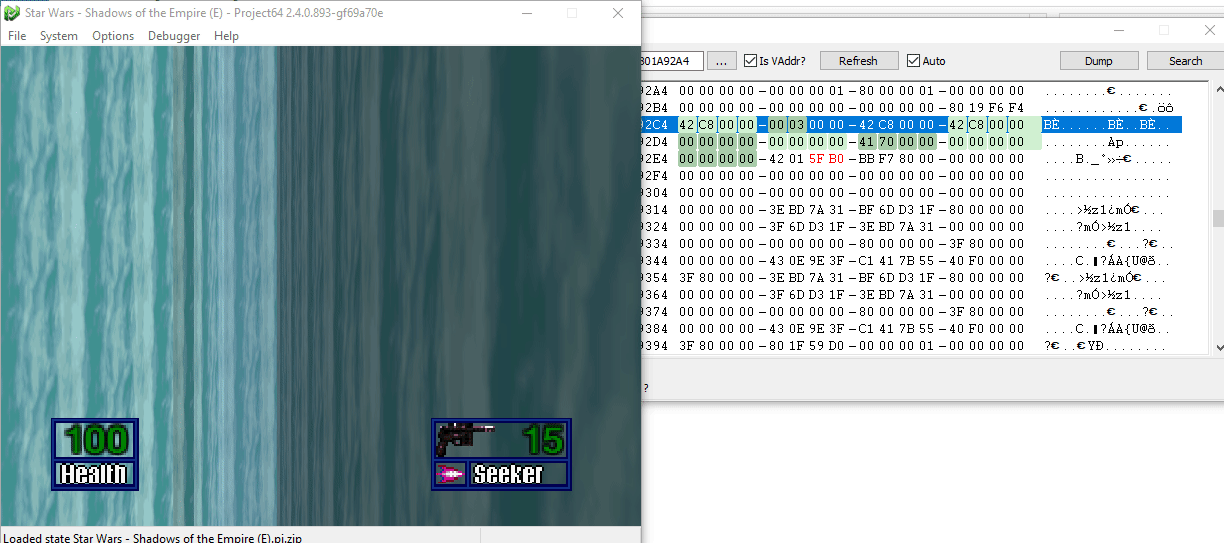 Star Wars - Shadows of the Empire (E) - Project64 2.4.0.893-gf69a70e
File System Options Debugger Help
801A92A4 ... Is VAddr? Refresh Auto Dump Search
92A4 00 00 00 00 -00 00 00 01 -80 00 00 01 -00 00 00 00 ........€.......
92B4 00 00 00 00 -00 00 00 00 -00 00 00 00 -80 19 F6 F4 ............€.öô
92C4 42 C8 00 00 -00 03 00 00 -42 C8 00 00 -42 C8 00 00 BÈ......BÈ..BÈ..
92D4 00 00 00 00 -00 00 00 00 -41 70 00 00 -00 00 00 00 ........Ap......
92E4 00 00 00 00 -42 01 5F B0 -BB F7 80 00 -00 00 00 00 ....B._°»÷€.....
92F4 00 00 00 00 -00 00 00 00 -00 00 00 00 -00 00 00 00 ................
9304 00 00 00 00 -00 00 00 00 -00 00 00 00 -00 00 00 00 ................
9314 00 00 00 00 -3E BD 7A 31 -BF 6D D3 1F -80 00 00 00 ....>½z1¿mÓ€...
9324 00 00 00 00 -3F 6D D3 1F -3E BD 7A 31 -00 00 00 00 ....?mÓ>½z1....
9334 00 00 00 00 -00 00 00 00 -80 00 00 00 -3F 80 00 00 ........€...?€..
9344 00 00 00 00 -43 0E 9E 3F -C1 41 7B 55 -40 F0 00 00
9354 3F 80 00 00 -3E BD 7A 31 -BF 6D D3 1F -80 00 00 00 ?€..>½z1¿mÓ€...
9364 00 00 00 00 -3F 6D D3 1F -3E BD 7A 31 -00 00 00 00 ....?mÓ>½z1....
9374 00 00 00 00 -00 00 00 00 -80 00 00 00 -3F 80 00 00 ........€...?€..
9384 00 00 00 00 -43 0E 9E 3F -C1 41 7B 55 -40 F0 00 00
9394 3F 80 00 00 -80 1F 59 D0 -00 00 00 01 -00 00 00 00 ?€..€YÐ........
?
100
Health
15
Seeker
Loaded state Star Wars - Shadows of the Empire (E).pj.zip